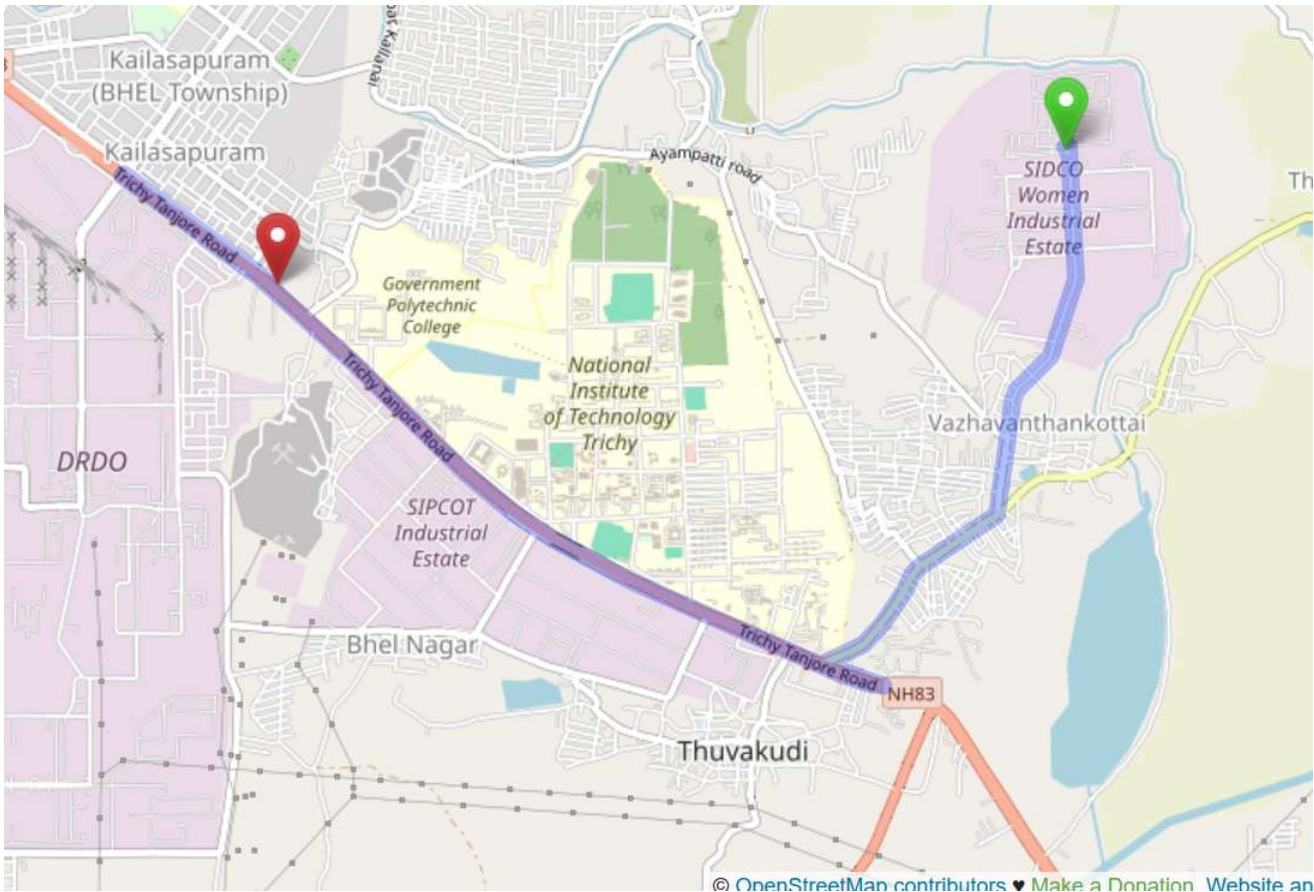 Kailasapuram
(BHEL Township)
Kailasapuram
Kallanai
Ayampatti road
SIDCO
Women
Industrial
Estate
Th
Trichy Tanjore Road
Government
Polytechnic
College
National
Institute
of Technology
Trichy
Trichy Tanjore Road
Vazhavanthankottai
DRDO
SIPCOT
Industrial
Estate
Bhel Nagar
Trichy Tanjore Road
NH83
Thuvakudi
© OpenStreetMap contributors ♥ Make a Donation. Website an